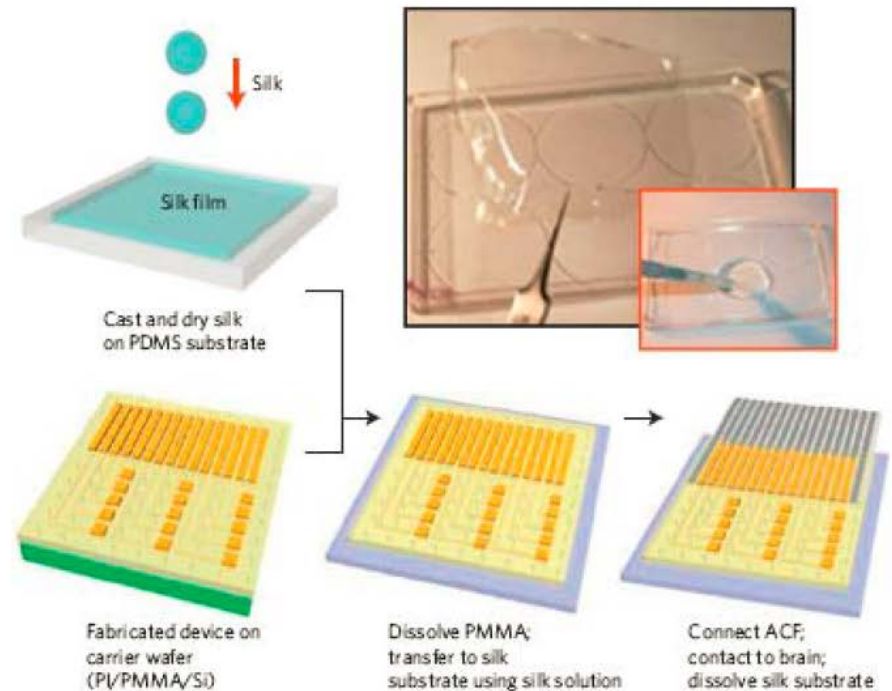 Silk
Silk film
Cast and dry silk
on PDMS substrate
Fabricated device on
carrier wafer
(PI/PMMA/Si)
Dissolve PMMA;
transfer to silk
substrate using silk solution
Connect ACF;
contact to brain;
dissolve silk substrate